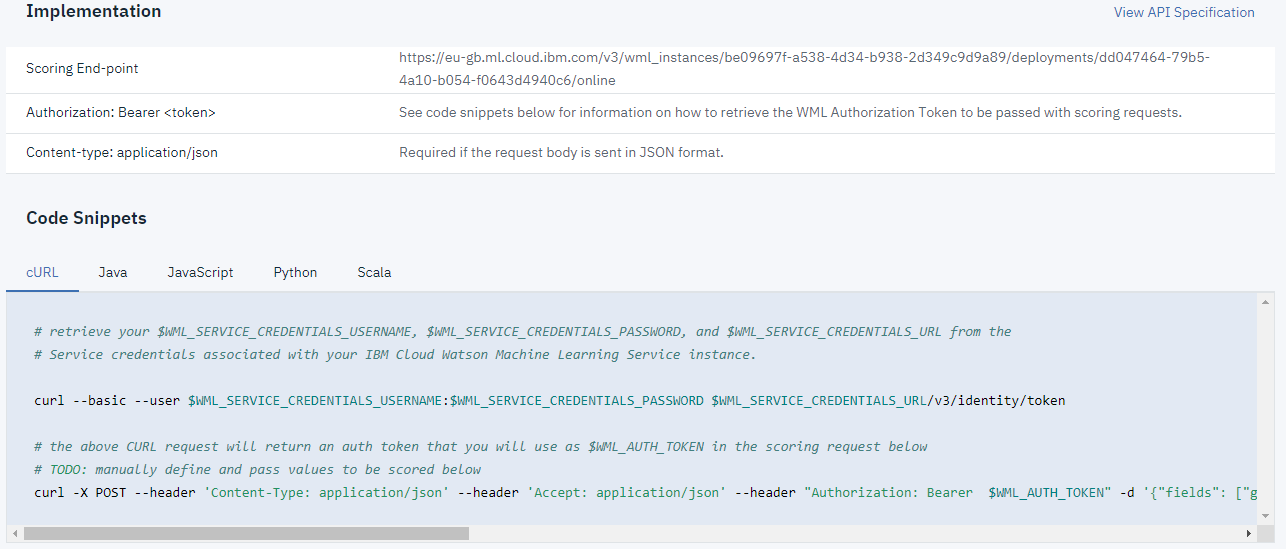 Implementation
View API Specification
Scoring End-point
https://eu-gb.ml.cloud.ibm.com/v3/wml_instances/be09697f-a538-4d34-b938-2d349c9d9a89/deployments/dd047464-79b5-
4a10-b054-f0643d4940c6/online
Authorization: Bearer <token>
See code snippets below for information on how to retrieve the WML Authorization Token to be passed with scoring requests.
Content-type: application/json
Required if the request body is sent in JSON format.
Code Snippets
cURL Java JavaScript Python Scala
# retrieve your $WML_SERVICE_CREDENTIALS_USERNAME, $WML_SERVICE_CREDENTIALS_PASSWORD, and $WML_SERVICE_CREDENTIALS_URL from the
# Service credentials associated with your IBM Cloud Watson Machine Learning Service instance.
curl --basic --user $WML_SERVICE_CREDENTIALS_USERNAME:$WML_SERVICE_CREDENTIALS_PASSWORD $WML_SERVICE_CREDENTIALS_URL/v3/identity/token
# the above CURL request will return an auth token that you will use as $WML_AUTH_TOKEN in the scoring request below
# TODO: manually define and pass values to be scored below
curl -X POST --header 'Content-Type: application/json' --header 'Accept: application/json' --header "Authorization: Bearer  $WML_AUTH_TOKEN" -d '{"fields": ["g